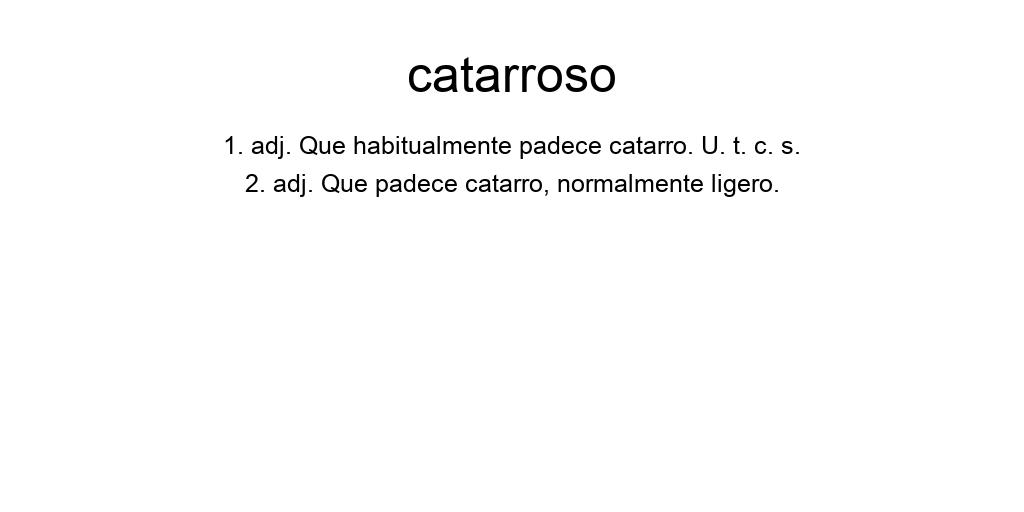 catarroso
1. adj. Que habitualmente padece catarro. U. t. c. s.
2. adj. Que padece catarro, normalmente ligero.